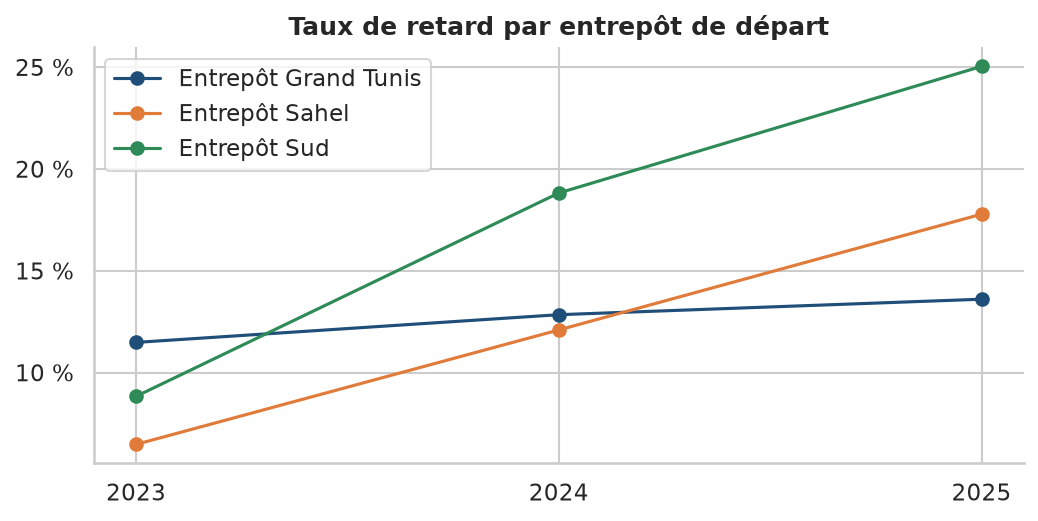 Taux de retard par entrepôt de départ
25 %
20 %
15 %
10 %
Entrepôt Grand Tunis
Entrepôt Sahel
Entrepôt Sud
2023
2024
2025